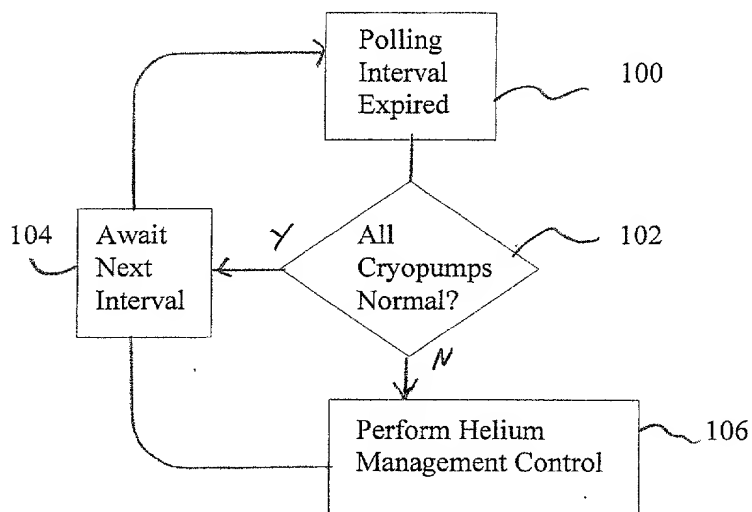 Polling
Interval
Expired
100
104
Await
Next
Interval
Y
All
Cryopumps
Normal?
102
N
Perform Helium
Management Control
106